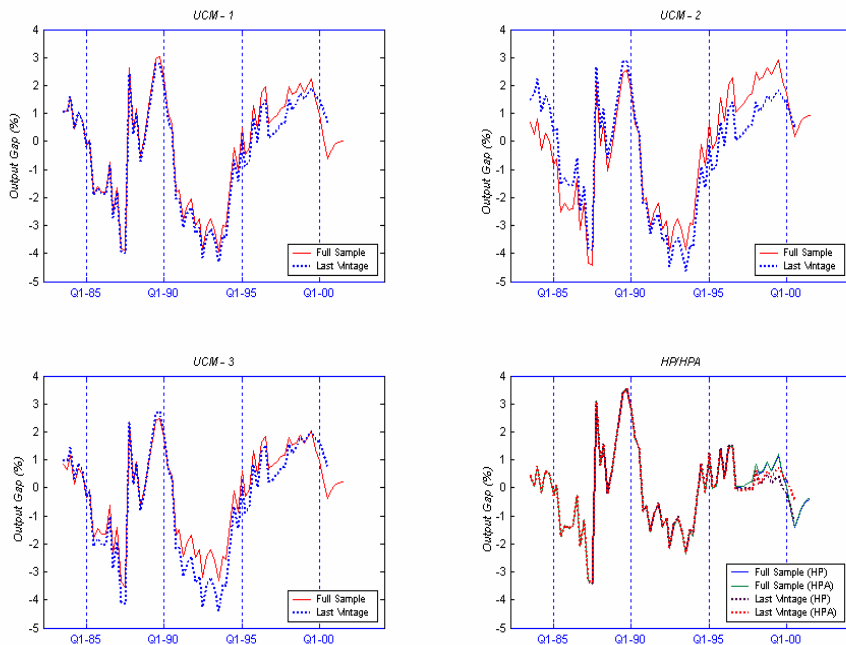 UCM - 1
4
3
2
1
0
-1
-2
-3
-4
-5
Output Gap (%)
Full Sample
Last Vintage
Q1-85
Q1-90
Q1-95
Q1-00
UCM - 2
4
3
2
1
0
-1
-2
-3
-4
-5
Output Gap (%)
Full Sample
Last Vintage
Q1-85
Q1-90
Q1-95
Q1-00
UCM - 3
4
3
2
1
0
-1
-2
-3
-4
-5
Output Gap (%)
Full Sample
Last Vintage
Q1-85
Q1-90
Q1-95
Q1-00
HP/HPA
4
3
2
1
0
-1
-2
-3
-4
-5
Output Gap (%)
Full Sample (HP)
Full Sample (HPA)
Last Vintage (HP)
Last Vintage (HPA)
Q1-85
Q1-90
Q1-95
Q1-00